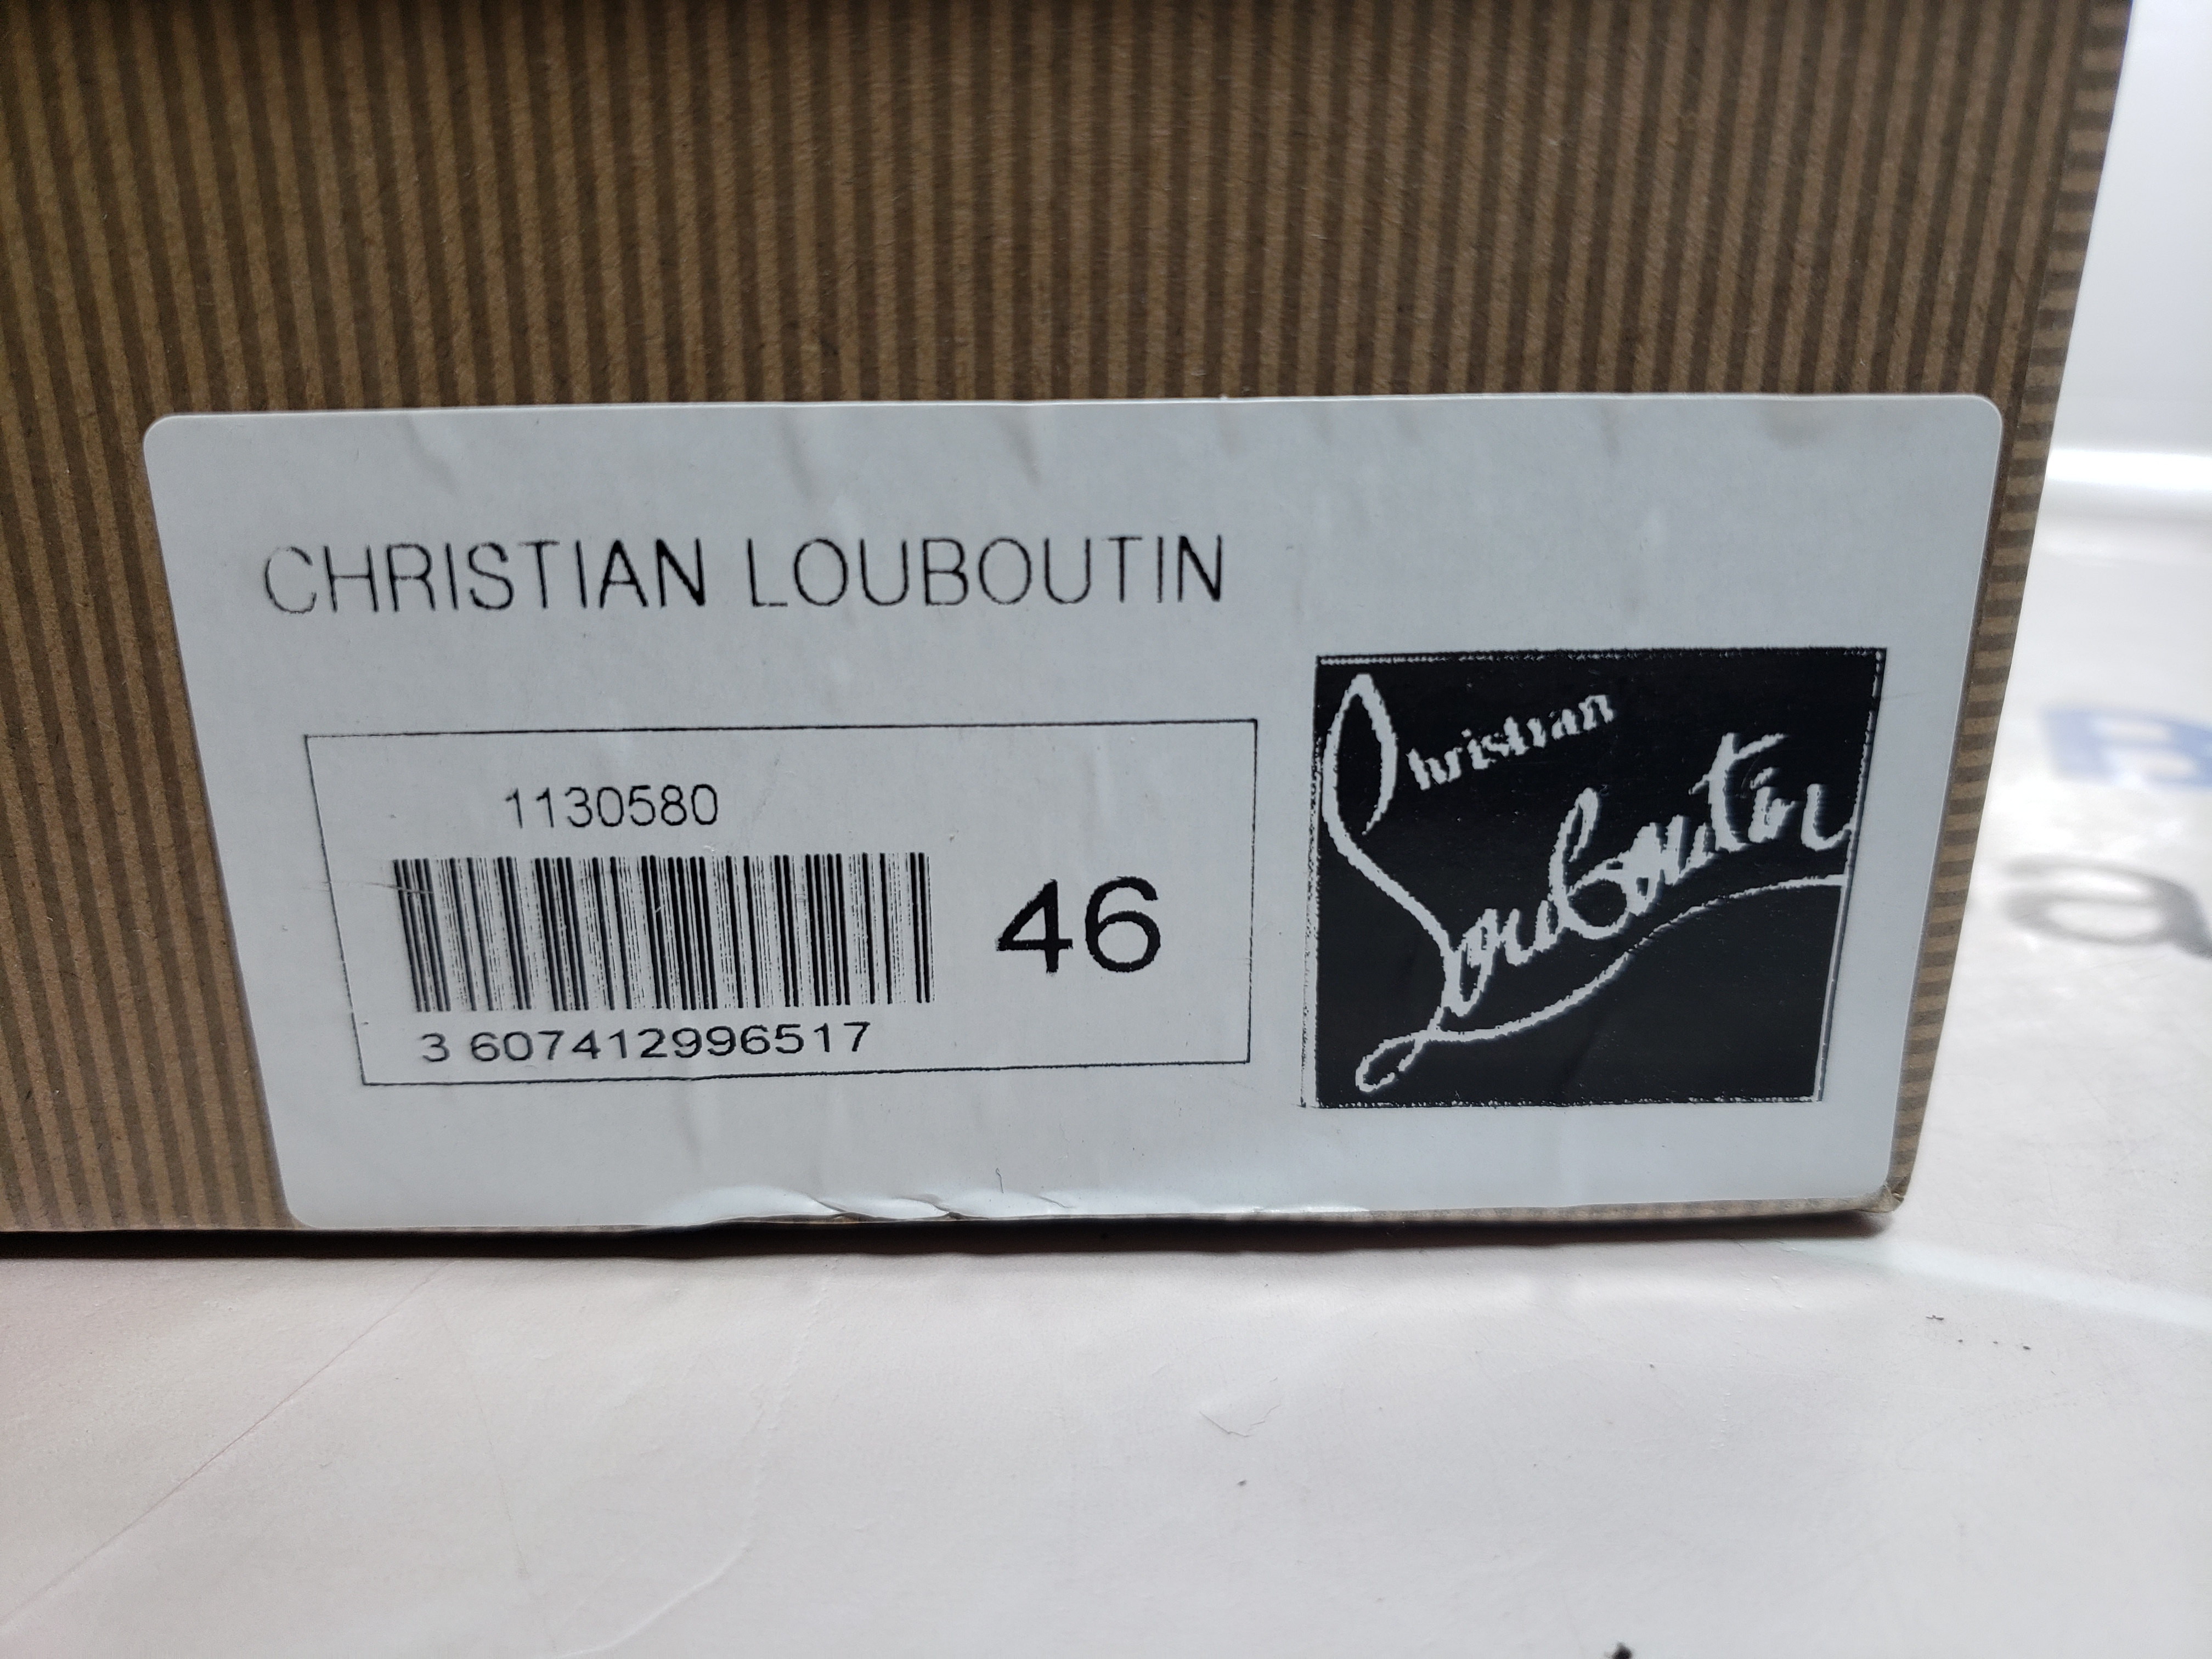 CHRISTIAN LOUBOUTIN
1130580
46
3 607412996517
Christian
Louboutin